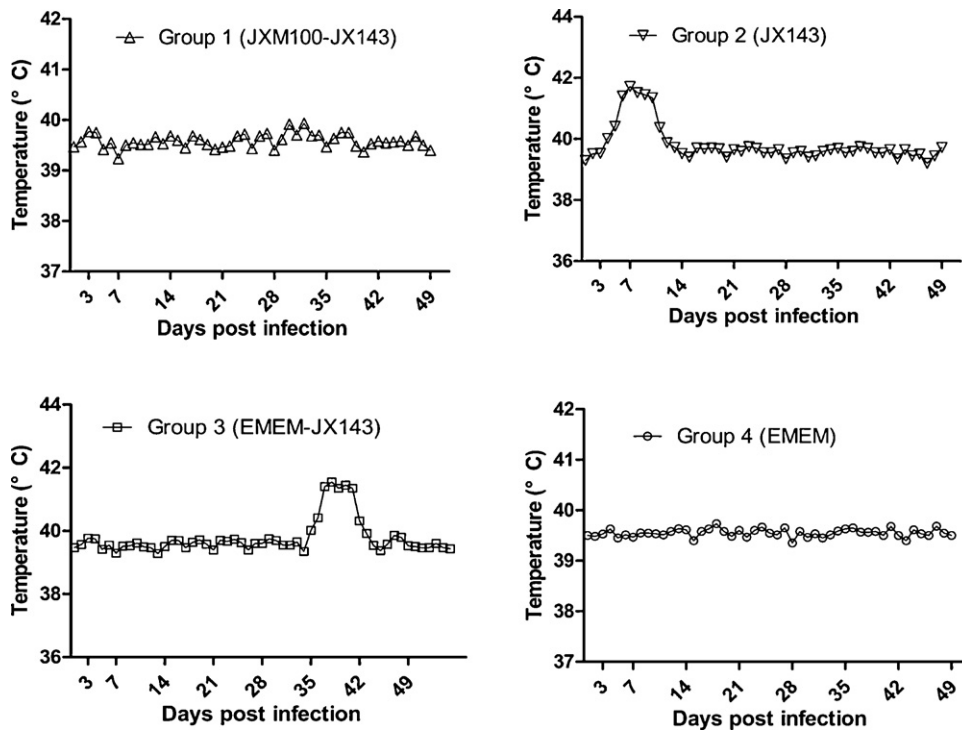 Group 1 (JXM100-JX143)
Temperature (° C)
42
41
40
39
38
37
3 7 14 21 28 35 42 49
Days post infection
Group 2 (JX143)
Temperature (° C)
44
42
40
38
36
3 7 14 21 28 35 42 49
Days post infection
Group 3 (EMEM-JX143)
Temperature (° C)
44
42
40
38
36
3 7 14 21 28 35 42 49
Days post infection
Group 4 (EMEM)
Temperature (° C)
42
41
40
39
38
37
3 7 14 21 28 35 42 49
Days post infection